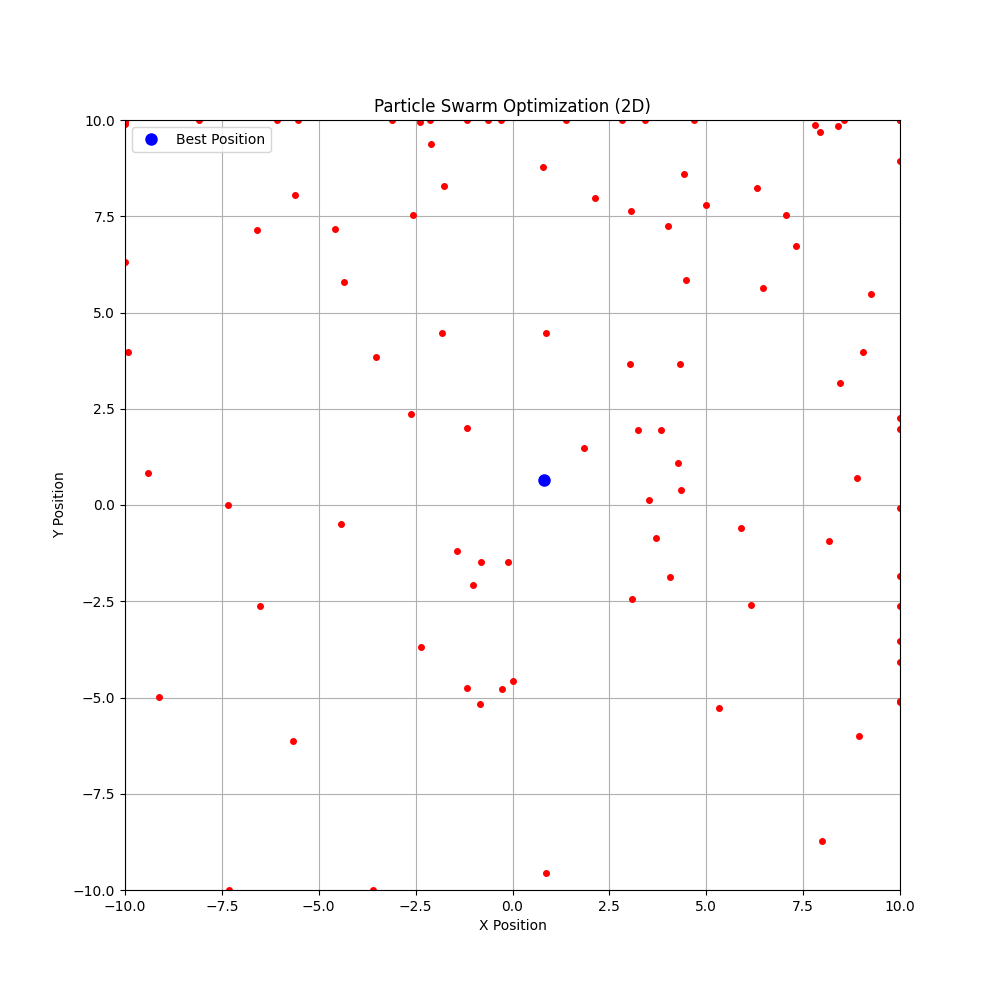 Particle Swarm Optimization (2D)
Best Position
Y Position
10.0
7.5
5.0
2.5
0.0
−2.5
−5.0
−7.5
−10.0
−10.0 −7.5 −5.0 −2.5 0.0 2.5 5.0 7.5 10.0
X Position